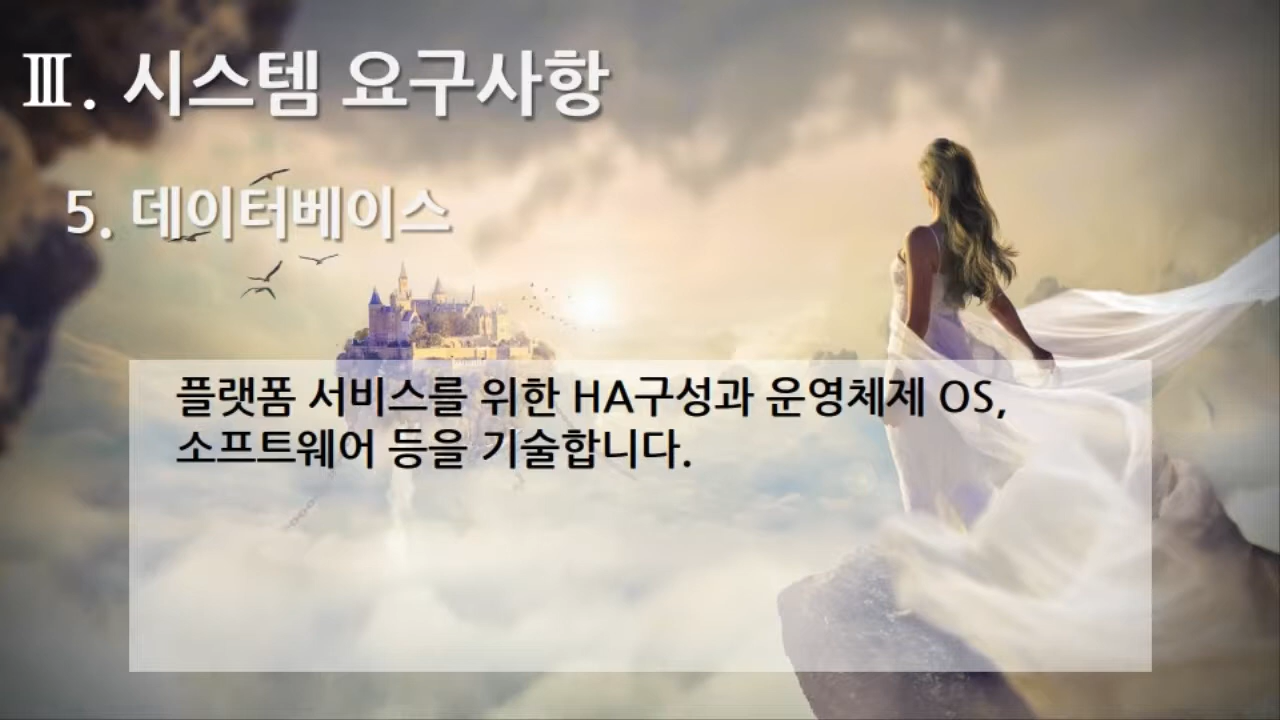 Ⅲ. 시스템 요구사항
5. 데이터베이스
플랫폼 서비스를 위한 HA구성과 운영체제 OS,
소프트웨어 등을 기술합니다.